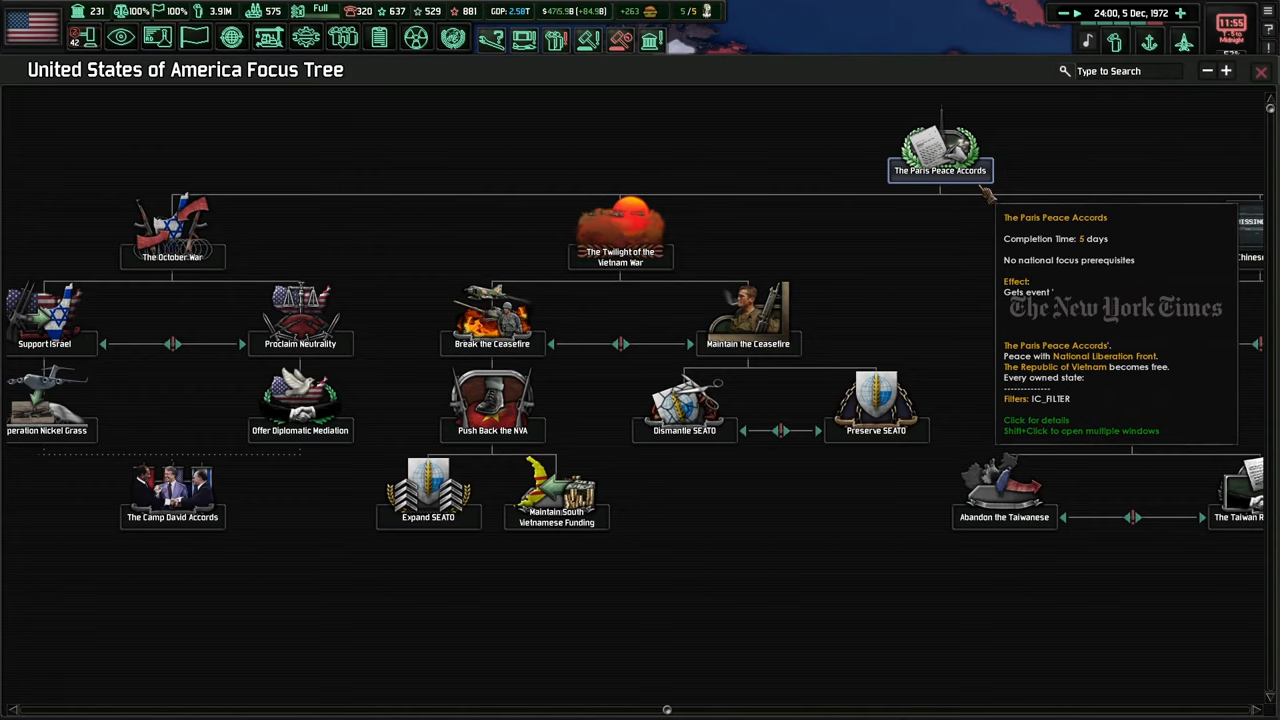 231
100%
100%
3.91M
575
Full
320
637
529
881
GDP: 2.58T
(+84.9B)
+263
5/5
24:00, 5 Dec, 1972
11:55
T-5 to
Midnight
42
United States of America Focus Tree
Type to Search
The Paris Peace Accords
The October War
The Twilight of the
Vietnam War
Support Israel
Proclaim Neutrality
Break the Ceasefire
Maintain the Ceasefire
peration Nickel Grass
Offer Diplomatic Mediation
Push Back the NVA
Dismantle SEATO
Preserve SEATO
The Camp David Accords
Expand SEATO
Maintain South
Vietnamese Funding
Abandon the Taiwanese
The Taiwan R
MISSING
Chinese
The Paris Peace Accords
Completion Time: 5 days
No national focus prerequisites
Effect:
Gets event '
The New York Times
The Paris Peace Accords'.
Peace with National Liberation Front.
The Republic of Vietnam becomes free.
Every owned state:
--------------
Filters: IC_FILTER
Click for details
Shift+Click to open multiple windows